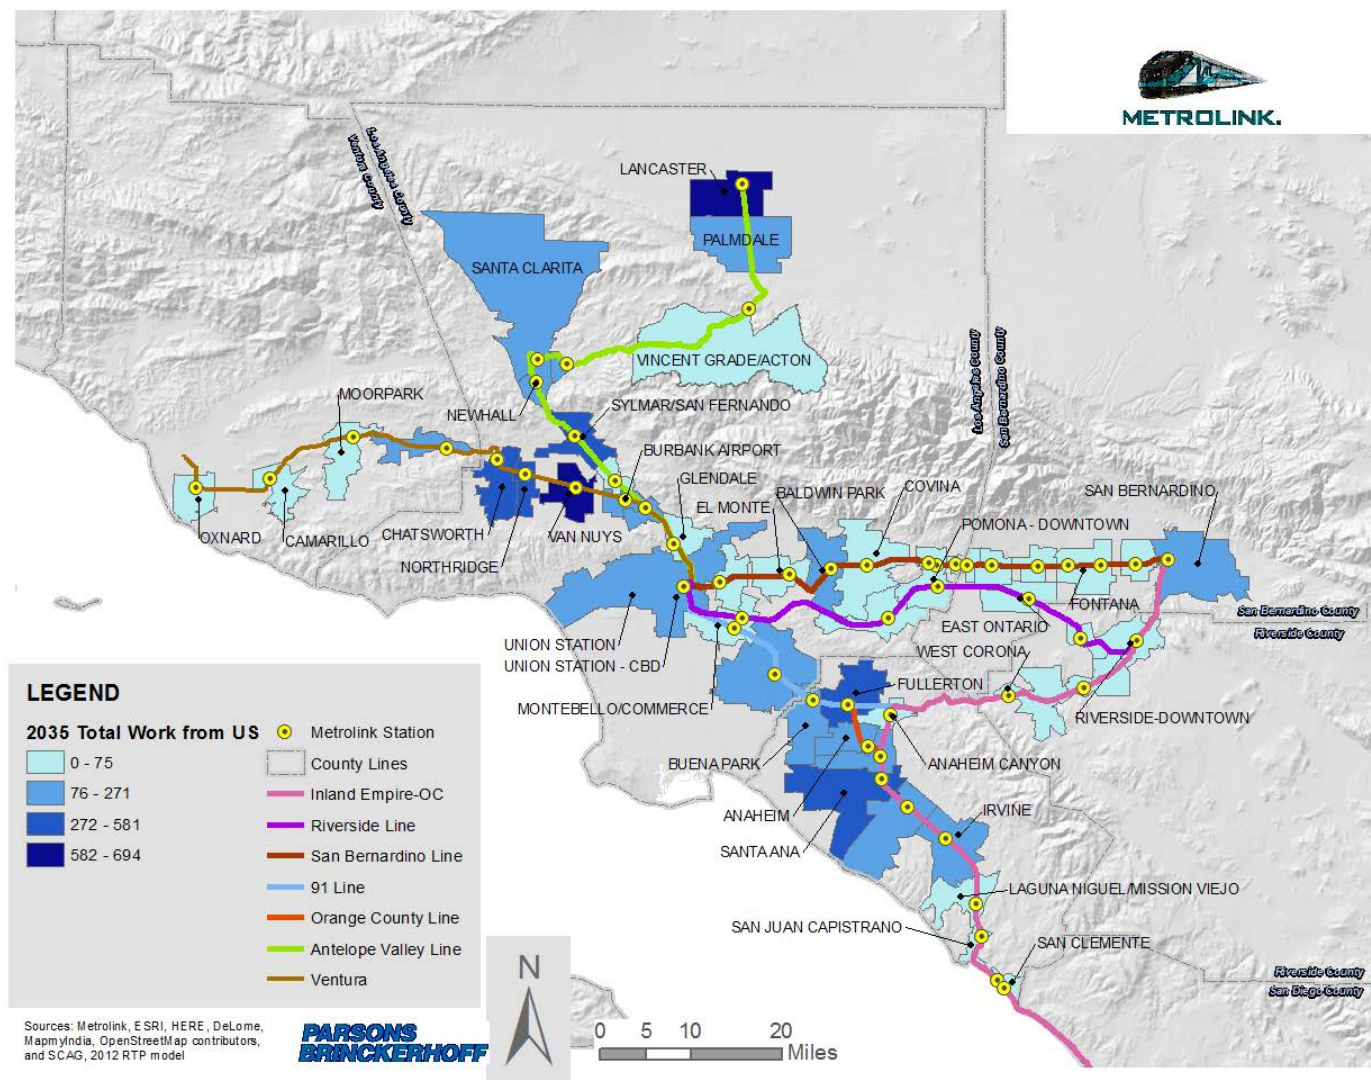 METROLINK.
Los Angeles County
Ventura County
LANCASTER
PALMDALE
SANTA CLARITA
VINCENT GRADE/ACTON
Los Angeles County
San Bernardino County
MOORPARK
NEWHALL
SYLMAR/SAN FERNANDO
BURBANK AIRPORT
GLENDALE
BALDWIN PARK
COVINA
EL MONTE
SAN BERNARDINO
POMONA - DOWNTOWN
OXNARD
CAMARILLO
CHATSWORTH
VAN NUYS
NORTHRIDGE
FONTANA
San Bernardino County
Riverside County
EAST ONTARIO
UNION STATION
WEST CORONA
UNION STATION - CBD
FULLERTON
MONTEBELLO/COMMERCE
RIVERSIDE-DOWNTOWN
BUENA PARK
ANAHEIM CANYON
ANAHEIM
IRVINE
SANTA ANA
LAGUNA NIGUEL/MISSION VIEJO
SAN JUAN CAPISTRANO
SAN CLEMENTE
Riverside County
San Diego County
LEGEND
2035 Total Work from US
0 - 75
76 - 271
272 - 581
582 - 694
Metrolink Station
County Lines
Inland Empire-OC
Riverside Line
San Bernardino Line
91 Line
Orange County Line
Antelope Valley Line
Ventura
N
0 5 10 20
Miles
Sources: Metrolink, ESRI, HERE, DeLorme,
MapmyIndia, OpenStreetMap contributors,
and SCAG, 2012 RTP model
PARSONS
BRINCKERHOFF